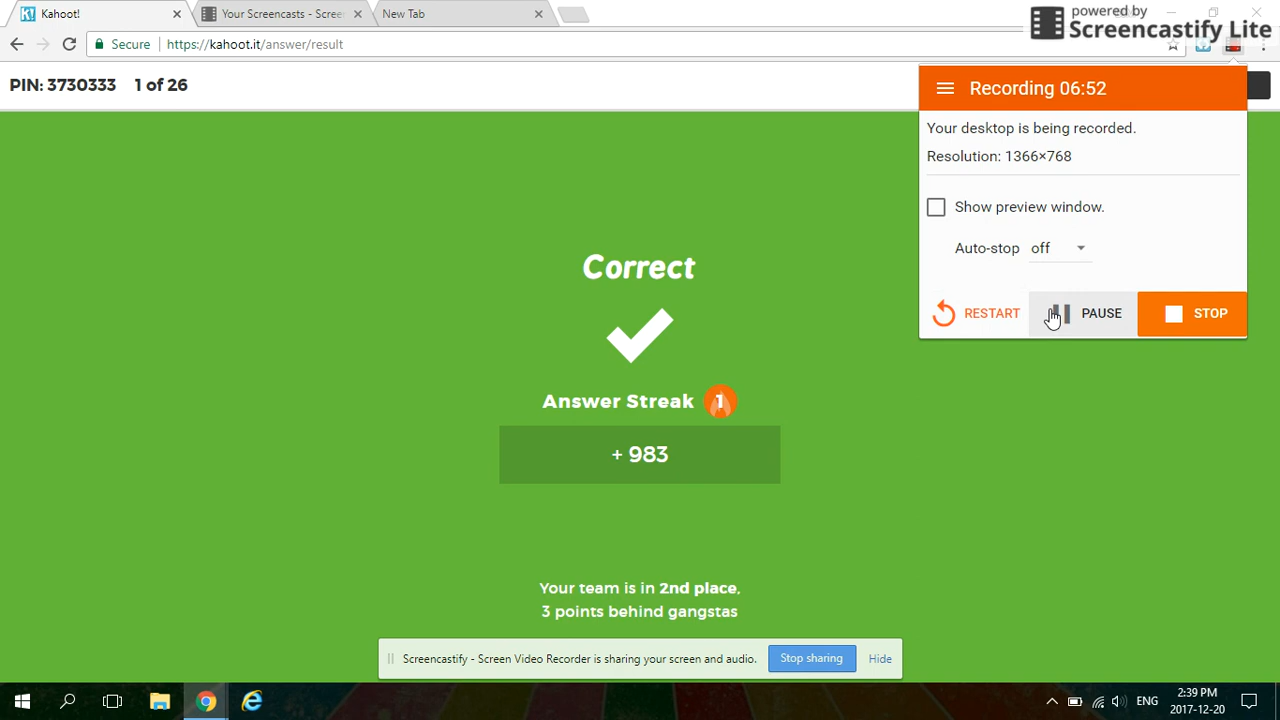 Kahoot!
Your Screencasts - Scree
New Tab
powered by
Screencastify Lite
Secure
https://kahoot.it/answer/result
PIN: 3730333
1 of 26
Recording 06:52
Your desktop is being recorded.
Resolution: 1366×768
Show preview window.
Auto-stop off
RESTART
PAUSE
STOP
Correct
Answer Streak 1
+ 983
Your team is in 2nd place,
3 points behind gangstas
Screencastify - Screen Video Recorder is sharing your screen and audio.
Stop sharing
Hide
ENG
2:39 PM
2017-12-20